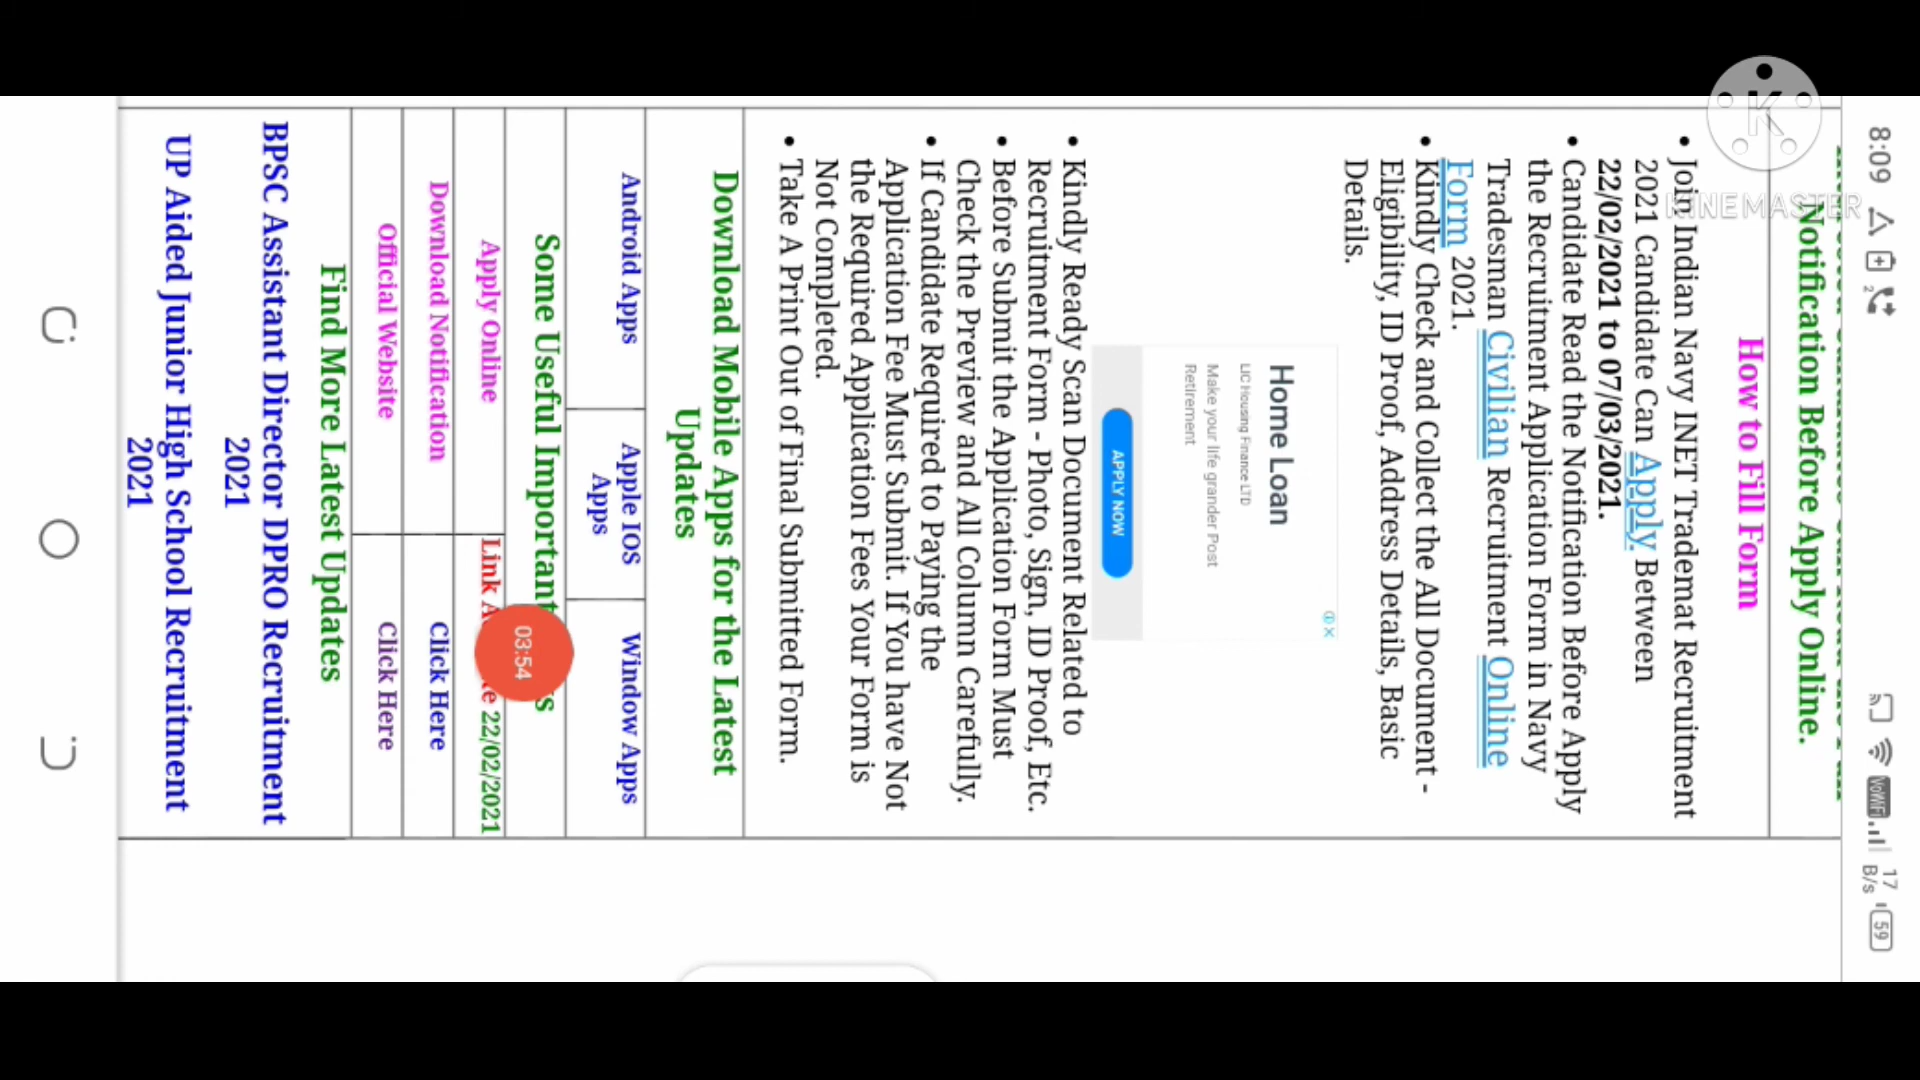 8:09
17
B/s
59
VoWiFi
2
K
KINEMASTER
Notification Before Apply Online.
How to Fill Form
• Join Indian Navy INET Trademat Recruitment
2021 Candidate Can Apply Between
22/02/2021 to 07/03/2021.
• Candidate Read the Notification Before Apply
the Recruitment Application Form in Navy
Tradesman Civilian Recruitment Online
Form 2021.
• Kindly Check and Collect the All Document -
Eligibility, ID Proof, Address Details, Basic
Details.
Home Loan
LIC Housing Finance LTD
Make your life grander Post
Retirement
APPLY NOW
• Kindly Ready Scan Document Related to
Recruitment Form - Photo, Sign, ID Proof, Etc.
• Before Submit the Application Form Must
Check the Preview and All Column Carefully.
• If Candidate Required to Paying the
Application Fee Must Submit. If You have Not
the Required Application Fees Your Form is
Not Completed.
• Take A Print Out of Final Submitted Form.
Download Mobile Apps for the Latest
Updates
Android Apps
Apple IOS
Apps
Window Apps
Some Useful Important
03:54
Apply Online
Link 22/02/2021
Download Notification
Click Here
Official Website
Click Here
Find More Latest Updates
BPSC Assistant Director DPRO Recruitment
2021
UP Aided Junior High School Recruitment
2021